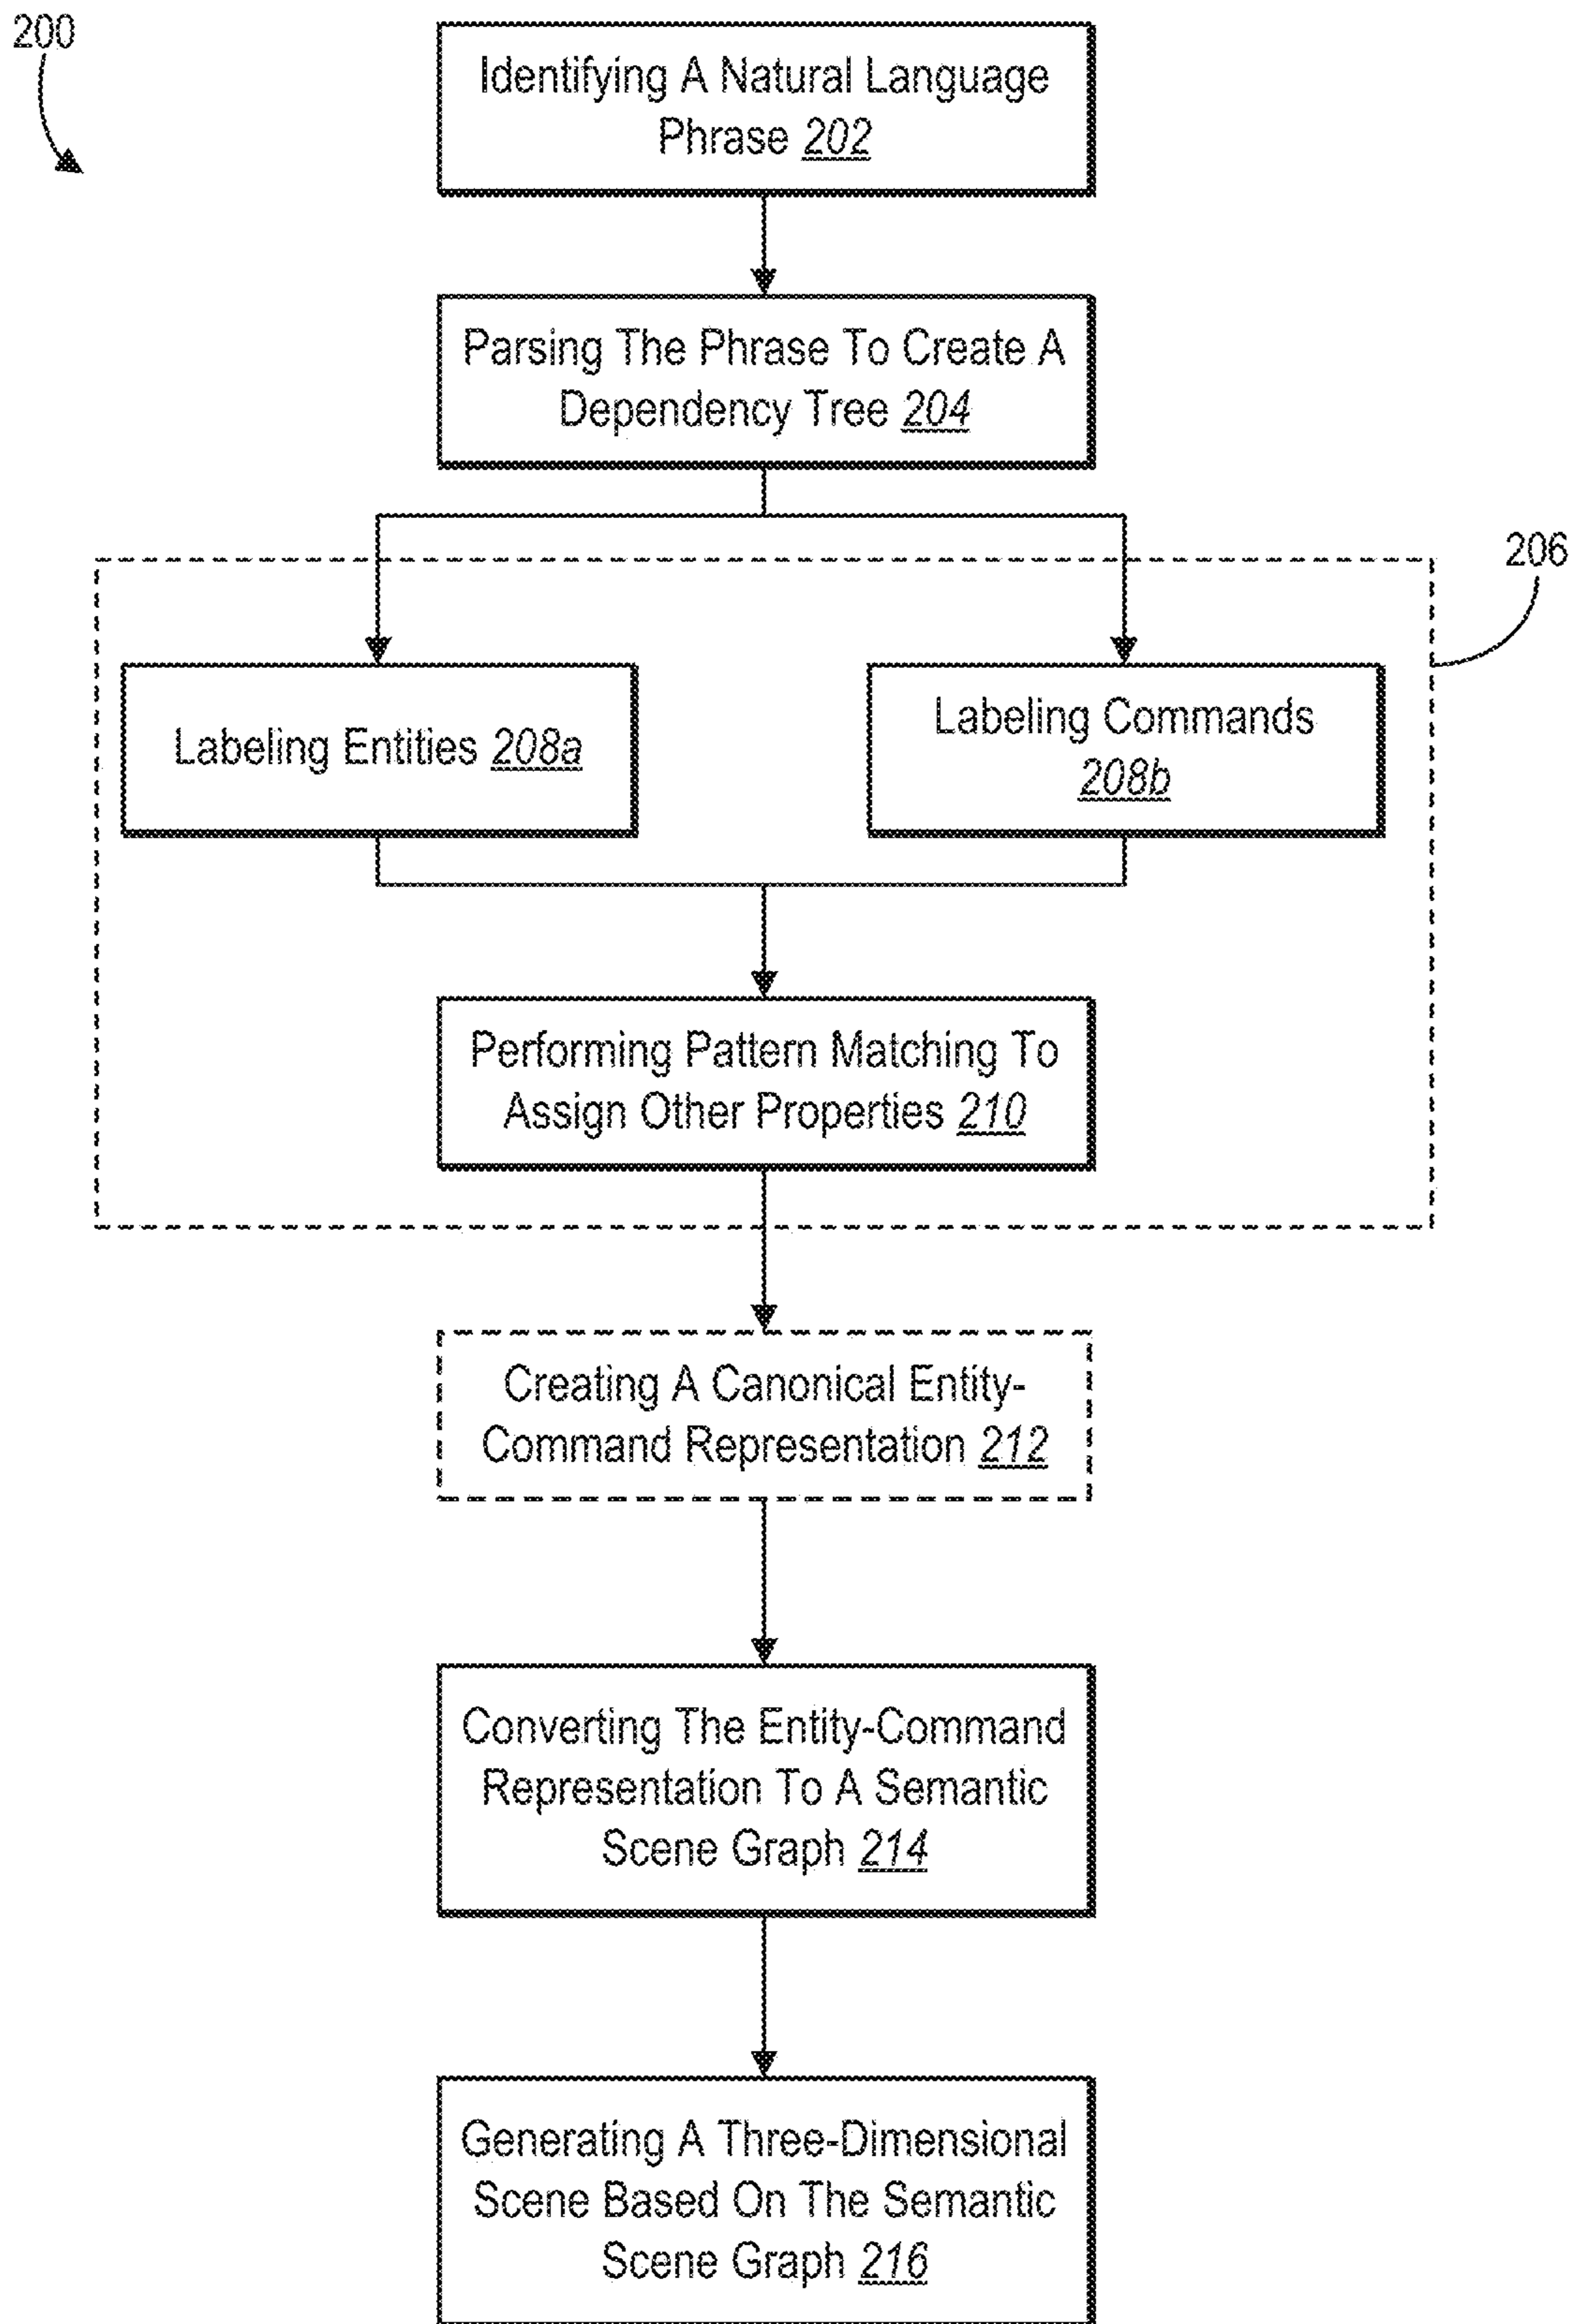 200
Identifying A Natural Language
Phrase 202
Parsing The Phrase To Create A
Dependency Tree 204
206
Labeling Entities 208a
Labeling Commands
208b
Performing Pattern Matching To
Assign Other Properties 210
Creating A Canonical Entity-
Command Representation 212
Converting The Entity-Command
Representation To A Semantic
Scene Graph 214
Generating A Three-Dimensional
Scene Based On The Semantic
Scene Graph 216